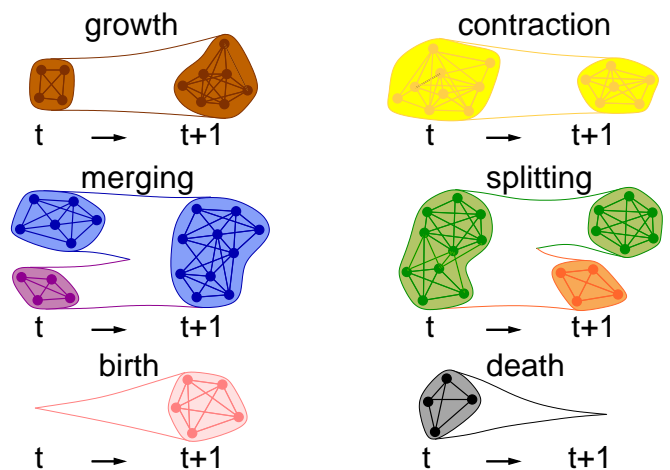 growth contraction
t → t+1 t → t+1
merging splitting
t → t+1 t → t+1
birth death
t → t+1 t → t+1